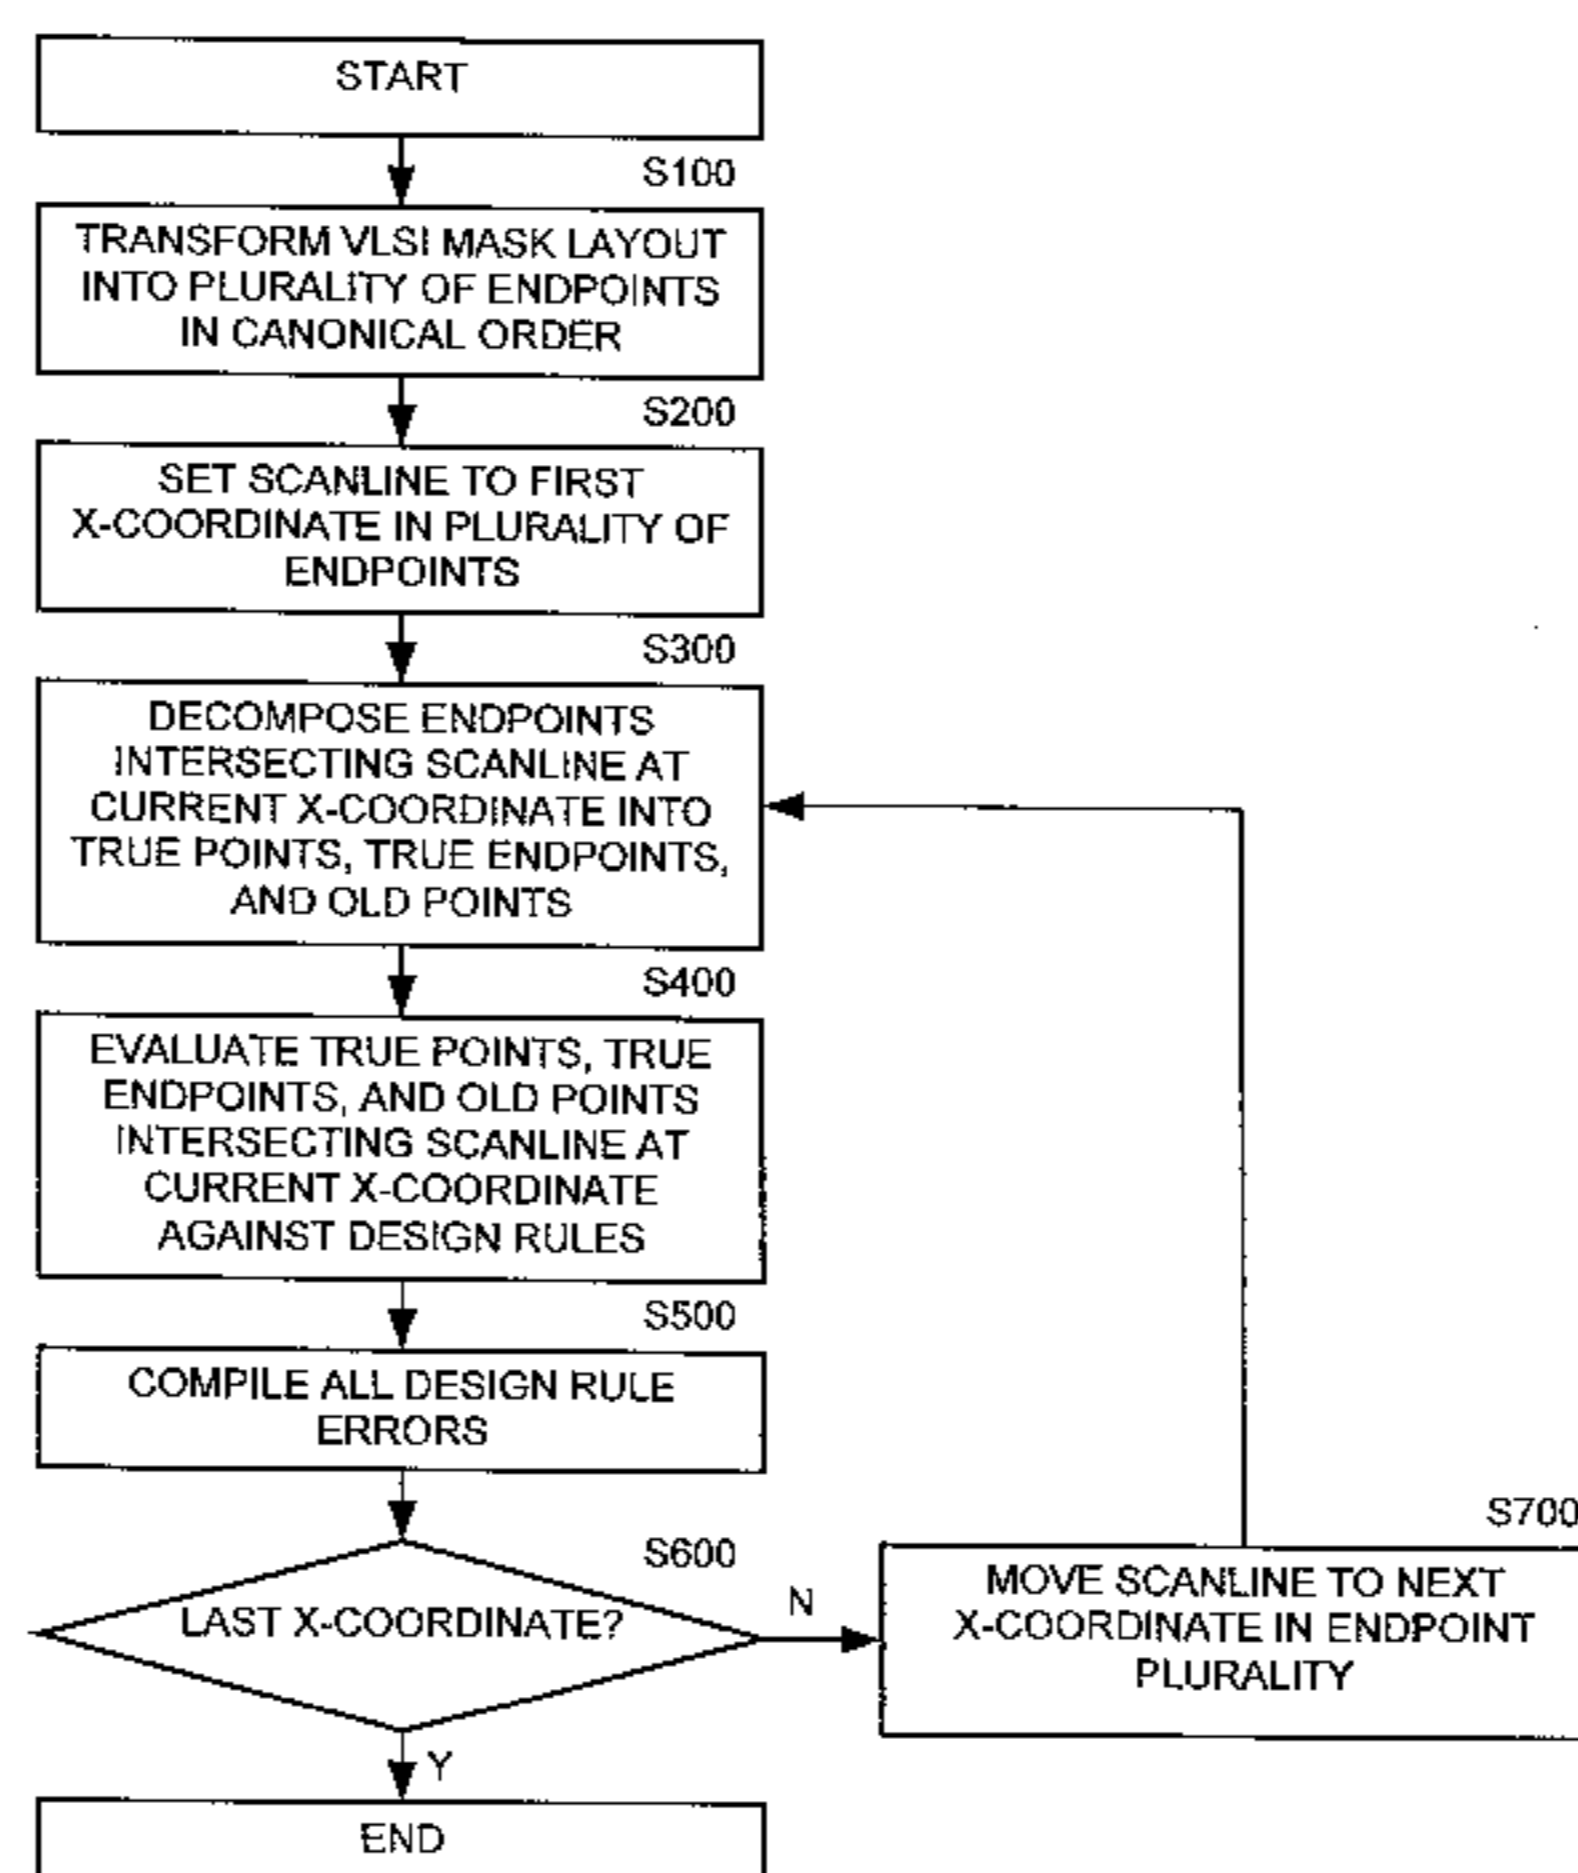 START
S100
TRANSFORM VLSI MASK LAYOUT
INTO PLURALITY OF ENDPOINTS
IN CANONICAL ORDER
S200
SET SCANLINE TO FIRST
X-COORDINATE IN PLURALITY OF
ENDPOINTS
S300
DECOMPOSE ENDPOINTS
INTERSECTING SCANLINE AT
CURRENT X-COORDINATE INTO
TRUE POINTS, TRUE ENDPOINTS,
AND OLD POINTS
S400
EVALUATE TRUE POINTS, TRUE
ENDPOINTS, AND OLD POINTS
INTERSECTING SCANLINE AT
CURRENT X-COORDINATE
AGAINST DESIGN RULES
S500
COMPILE ALL DESIGN RULE
ERRORS
S600
LAST X-COORDINATE?
N
S700
MOVE SCANLINE TO NEXT
X-COORDINATE IN ENDPOINT
PLURALITY
Y
END